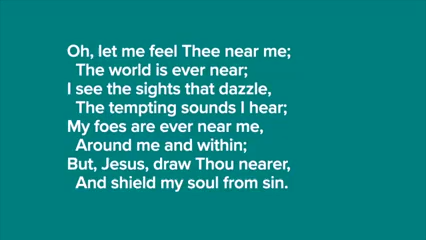 Oh, let me feel Thee near me;
The world is ever near;
I see the sights that dazzle,
The tempting sounds I hear;
My foes are ever near me,
Around me and within;
But, Jesus, draw Thou nearer,
And shield my soul from sin.